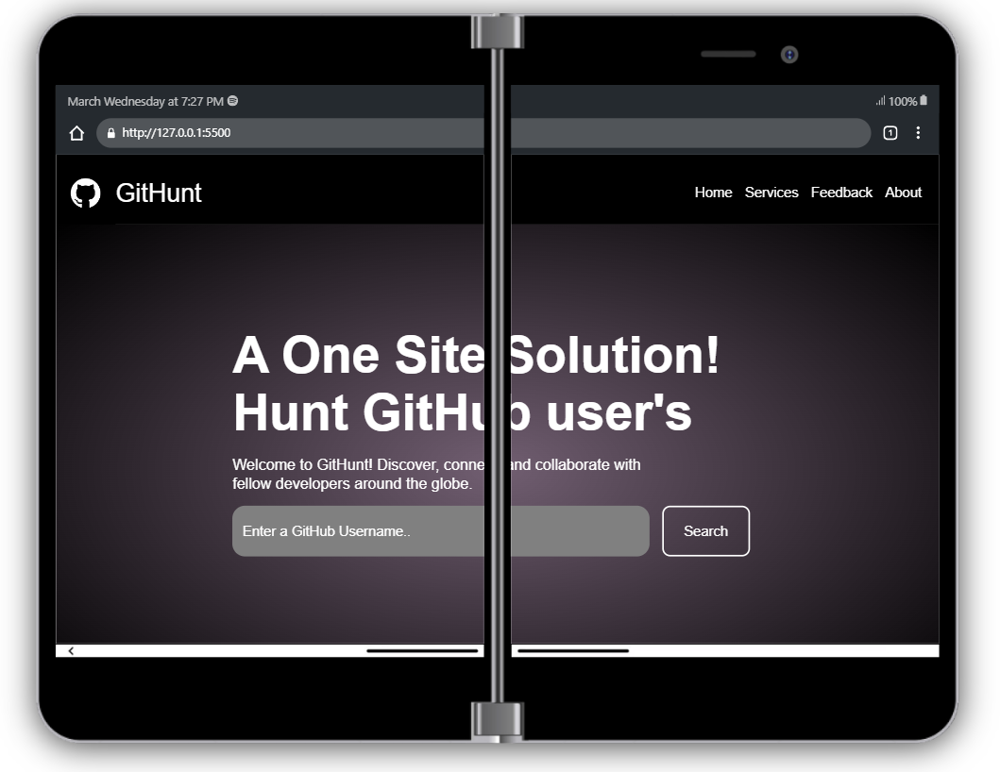 March Wednesday at 7:27 PM
100%
http://127.0.0.1:5500
1
GitHunt
Home Services Feedback About
A One Site Solution!
Hunt GitHub user's
Welcome to GitHunt! Discover, conne and collaborate with
fellow developers around the globe.
Enter a GitHub Username..
Search